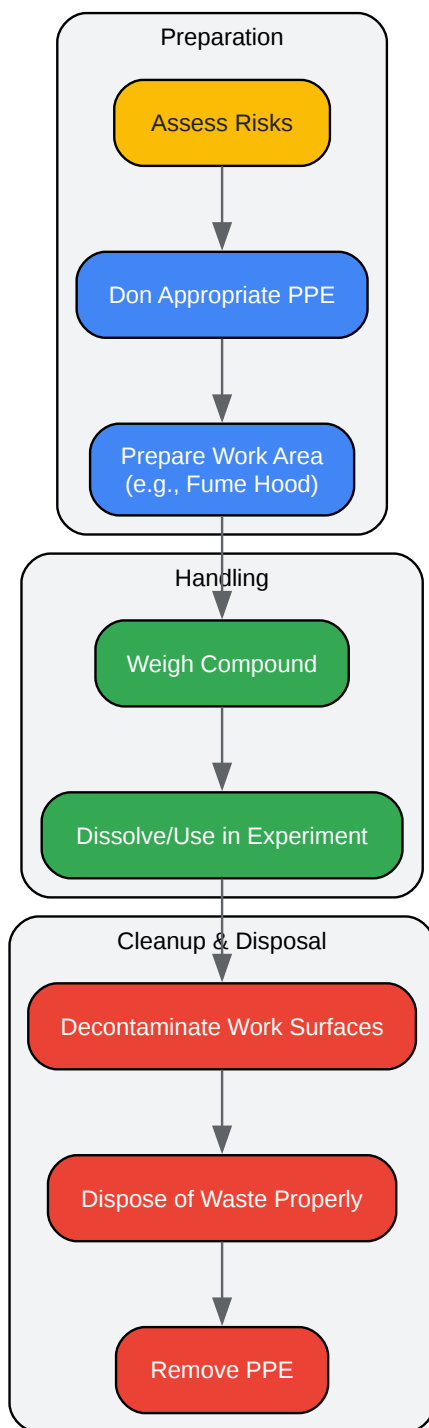 Preparation
Assess Risks
Don Appropriate PPE
Prepare Work Area
(e.g., Fume Hood)
Handling
Weigh Compound
Dissolve/Use in Experiment
Cleanup & Disposal
Decontaminate Work Surfaces
Dispose of Waste Properly
Remove PPE